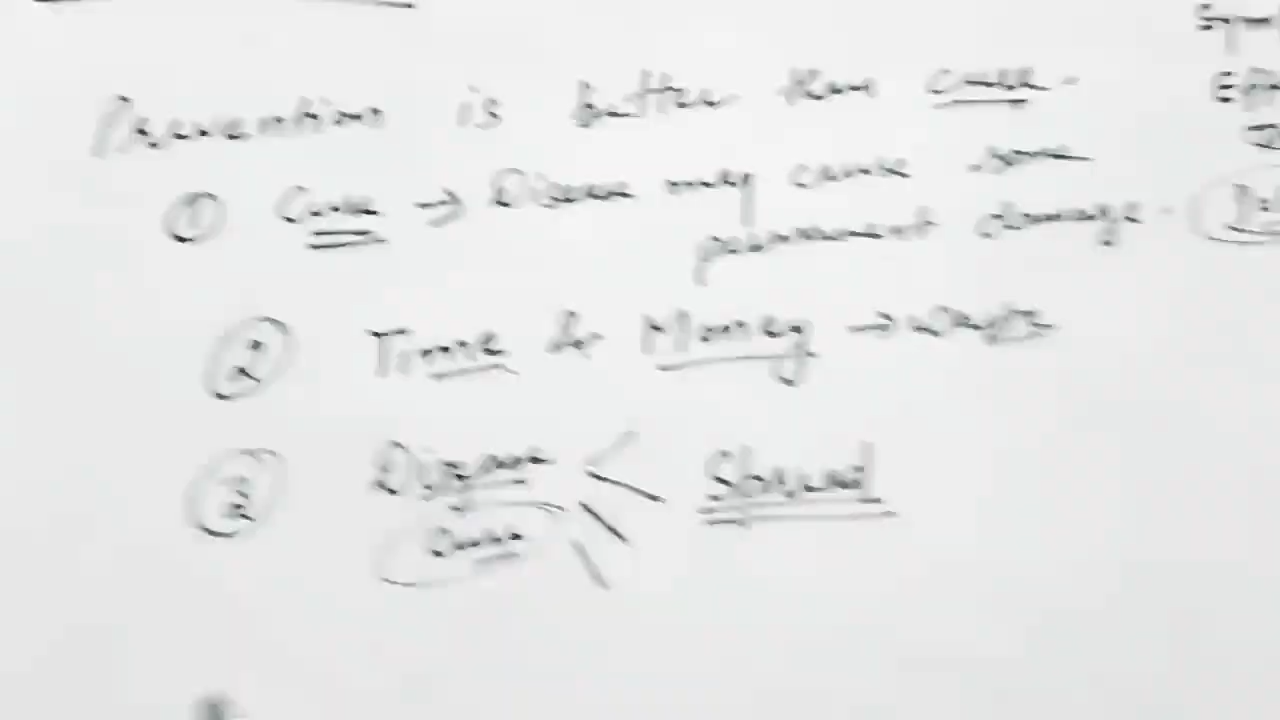 Prevention is better than cure.
① Cure → Disease may cause some
permanent damage.
② Time & Money → waste
③ Disease Spread